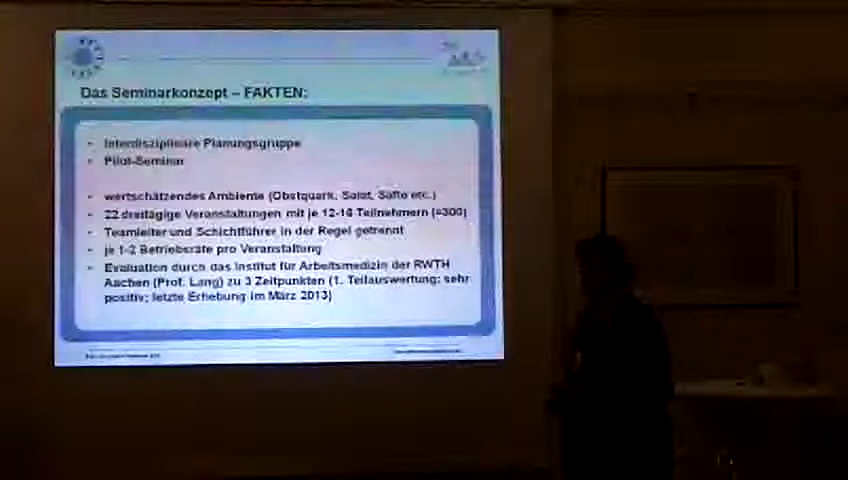 Das Seminarkonzept – FAKTEN:
• Interdisziplinäre Planungsgruppe
• Pilot-Seminar
• wertschätzendes Ambiente (Obstquark, Salat, Säfte etc.)
• 22 dreitägige Veranstaltungen mit je 12-16 Teilnehmern (=300)
• Teamleiter und Schichtführer in der Regel getrennt
• je 1-2 Betriebsräte pro Veranstaltung
• Evaluation durch das Institut für Arbeitsmedizin der RWTH
Aachen (Prof. Lang) zu 3 Zeitpunkten (1. Teilauswertung: sehr
positiv; letzte Erhebung im März 2013)